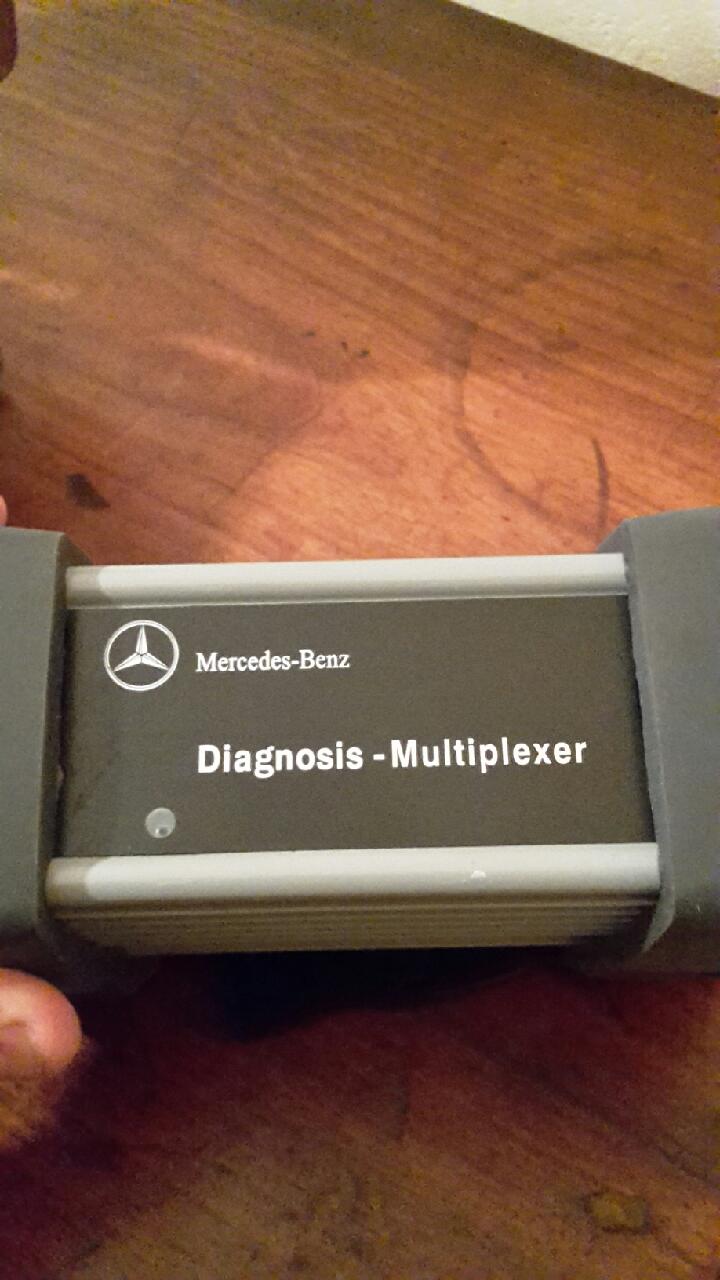 Mercedes-Benz
Diagnosis - Multiplexer